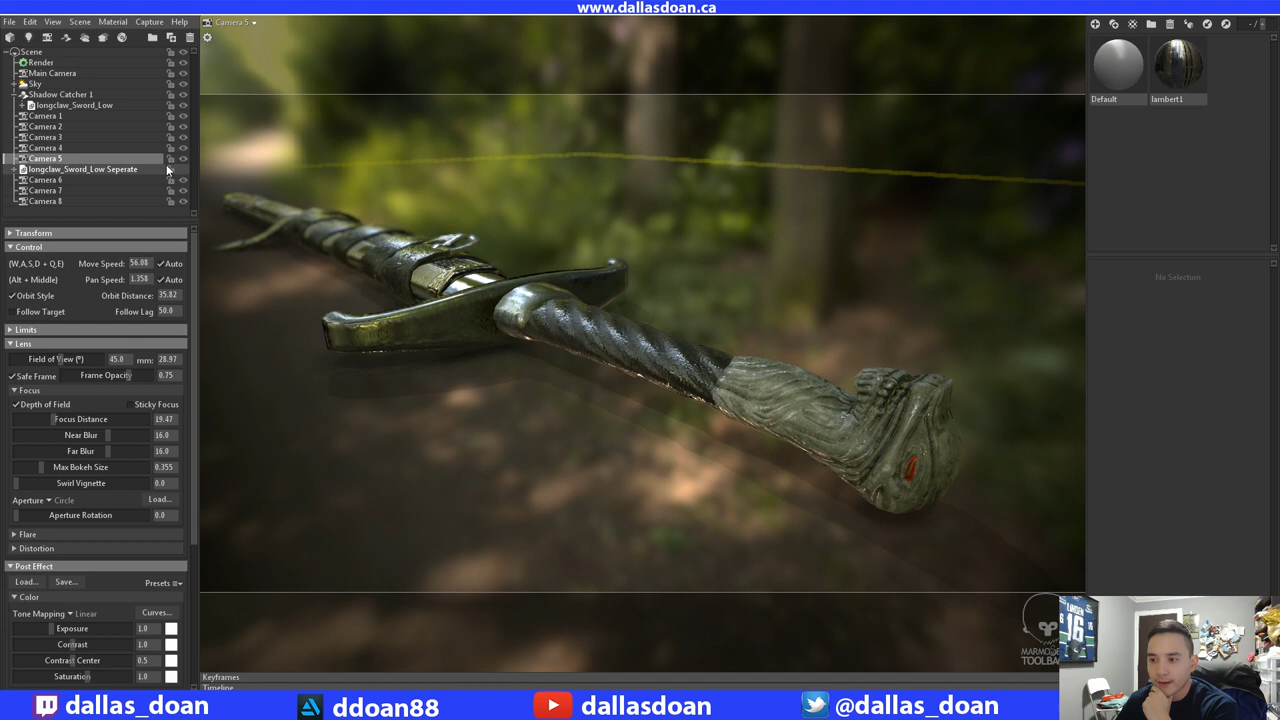 www.dallasdoan.ca
File Edit View Scene Material Capture Help
Camera 5
Scene
Render
Main Camera
Sky
Shadow Catcher 1
longclaw_Sword_Low
Camera 1
Camera 2
Camera 3
Camera 4
Camera 5
longclaw_Sword_Low Seperate
Camera 6
Camera 7
Camera 8
Transform
Control
(W,A,S,D + Q,E) Move Speed: 56.08 Auto
(Alt + Middle) Pan Speed: 1.358 Auto
Orbit Style Orbit Distance: 35.82
Follow Target Follow Lag 50.0
Limits
Lens
Field of View (°) 45.0 mm: 28.97
Safe Frame Frame Opacity 0.75
Focus
Depth of Field Sticky Focus
Focus Distance 19.47
Near Blur 16.0
Far Blur 16.0
Max Bokeh Size 0.355
Swirl Vignette 0.0
Aperture Circle Load...
Aperture Rotation 0.0
Flare
Distortion
Post Effect
Load... Save... Presets
Color
Tone Mapping Linear Curves...
Exposure 1.0
Contrast 1.0
Contrast Center 0.5
Saturation 1.0
Default lambert1
No Selection
Keyframes
Timeline
16
dallas_doan ddoan88 dallasdoan @dallas_doan